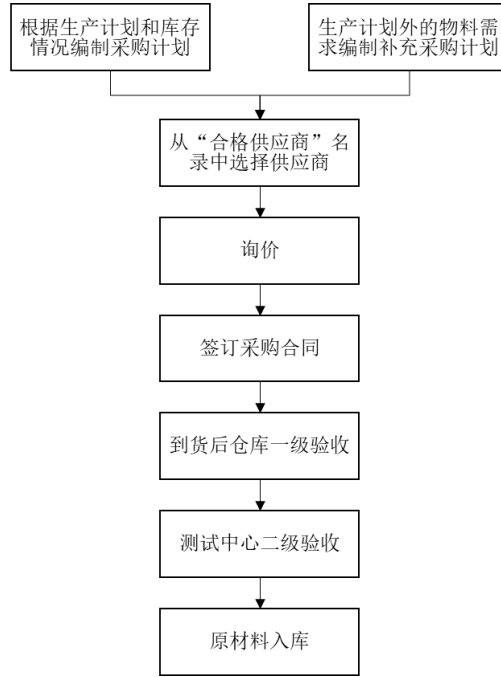 根据生产计划和库存
情况编制采购计划
生产计划外的物料需
求编制补充采购计划
从“合格供应商”名
录中选择供应商
询价
签订采购合同
到货后仓库一级验收
测试中心二级验收
原材料入库